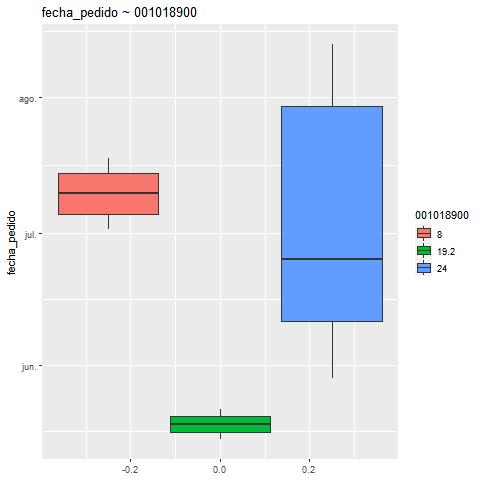 fecha_pedido ~ 001018900
ago.
jul.
jun.
fecha_pedido
-0.2
0.0
0.2
001018900
8
19.2
24